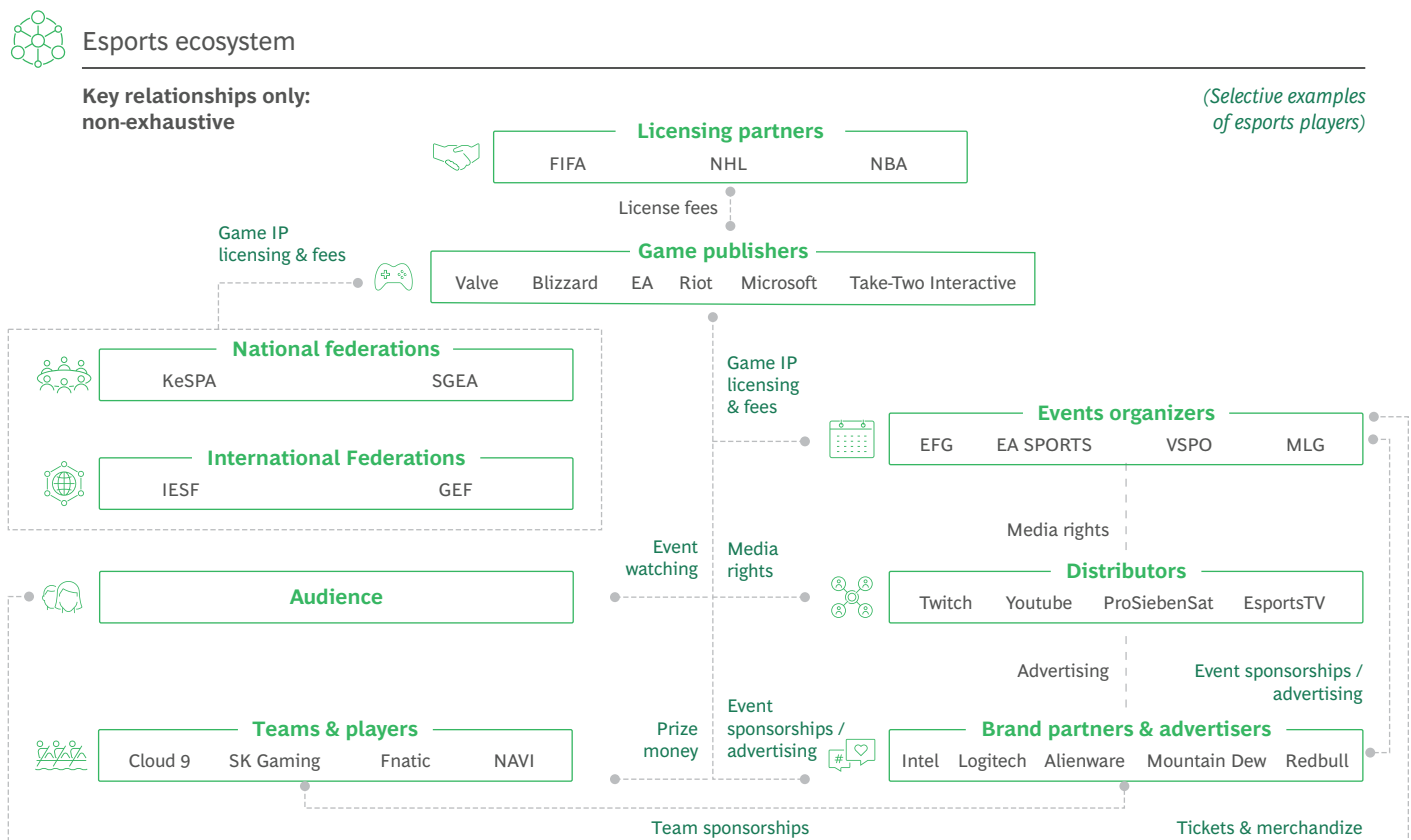 Esports ecosystem
Key relationships only:
non-exhaustive
(Selective examples
of esports players)
Licensing partners
FIFA NHL NBA
License fees
Game IP
licensing & fees
Game publishers
Valve Blizzard EA Riot Microsoft Take-Two Interactive
National federations
KeSPA SGEA
Game IP
licensing
& fees
Events organizers
EFG EA SPORTS VSPO MLG
International Federations
IESF GEF
Media rights
Event
watching
Media
rights
Audience
Distributors
Twitch Youtube ProSiebenSat EsportsTV
Advertising
Event sponsorships /
advertising
Teams & players
Cloud 9 SK Gaming Fnatic NAVI
Prize
money
Event
sponsorships /
advertising
#
Brand partners & advertisers
Intel Logitech Alienware Mountain Dew Redbull
Team sponsorships
Tickets & merchandize